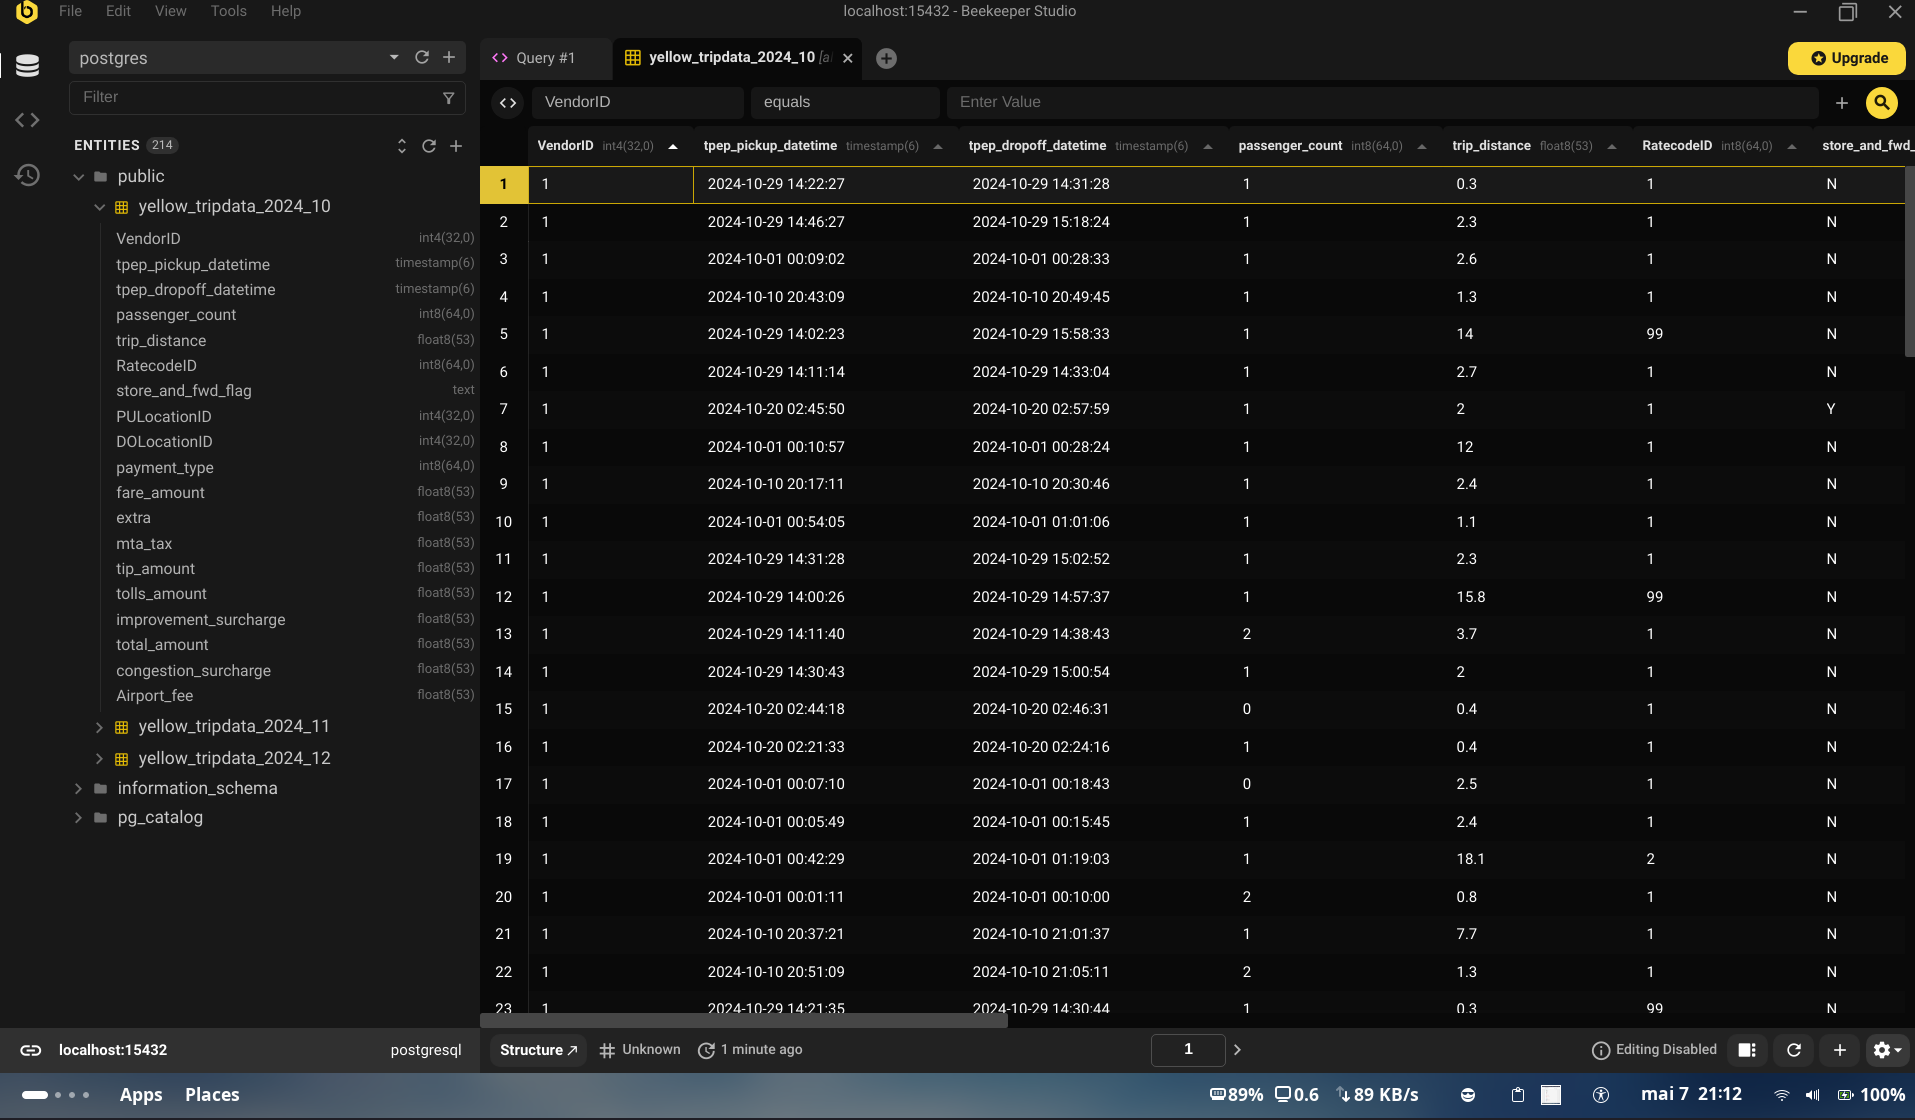 File Edit View Tools Help
localhost:15432 - Beekeeper Studio
postgres
Filter
ENTITIES 214
public
yellow_tripdata_2024_10
VendorID int4(32,0)
tpep_pickup_datetime timestamp(6)
tpep_dropoff_datetime timestamp(6)
passenger_count int8(64,0)
trip_distance float8(53)
RatecodeID int8(64,0)
store_and_fwd_flag text
PULocationID int4(32,0)
DOLocationID int4(32,0)
payment_type int8(64,0)
fare_amount float8(53)
extra float8(53)
mta_tax float8(53)
tip_amount float8(53)
tolls_amount float8(53)
improvement_surcharge float8(53)
total_amount float8(53)
congestion_surcharge float8(53)
Airport_fee float8(53)
yellow_tripdata_2024_11
yellow_tripdata_2024_12
information_schema
pg_catalog
localhost:15432 postgresql
Query #1 yellow_tripdata_2024_10
Upgrade
VendorID equals Enter Value
VendorID int4(32,0) tpep_pickup_datetime timestamp(6) tpep_dropoff_datetime timestamp(6) passenger_count int8(64,0) trip_distance float8(53) RatecodeID int8(64,0) store_and_fwd_
1 1 2024-10-29 14:22:27 2024-10-29 14:31:28 1 0.3 1 N
2 1 2024-10-29 14:46:27 2024-10-29 15:18:24 1 2.3 1 N
3 1 2024-10-01 00:09:02 2024-10-01 00:28:33 1 2.6 1 N
4 1 2024-10-10 20:43:09 2024-10-10 20:49:45 1 1.3 1 N
5 1 2024-10-29 14:02:23 2024-10-29 15:58:33 1 14 99 N
6 1 2024-10-29 14:11:14 2024-10-29 14:33:04 1 2.7 1 N
7 1 2024-10-20 02:45:50 2024-10-20 02:57:59 1 2 1 Y
8 1 2024-10-01 00:10:57 2024-10-01 00:28:24 1 12 1 N
9 1 2024-10-10 20:17:11 2024-10-10 20:30:46 1 2.4 1 N
10 1 2024-10-01 00:54:05 2024-10-01 01:01:06 1 1.1 1 N
11 1 2024-10-29 14:31:28 2024-10-29 15:02:52 1 2.3 1 N
12 1 2024-10-29 14:00:26 2024-10-29 14:57:37 1 15.8 99 N
13 1 2024-10-29 14:11:40 2024-10-29 14:38:43 2 3.7 1 N
14 1 2024-10-29 14:30:43 2024-10-29 15:00:54 1 2 1 N
15 1 2024-10-20 02:44:18 2024-10-20 02:46:31 0 0.4 1 N
16 1 2024-10-20 02:21:33 2024-10-20 02:24:16 1 0.4 1 N
17 1 2024-10-01 00:07:10 2024-10-01 00:18:43 0 2.5 1 N
18 1 2024-10-01 00:05:49 2024-10-01 00:15:45 1 2.4 1 N
19 1 2024-10-01 00:42:29 2024-10-01 01:19:03 1 18.1 2 N
20 1 2024-10-01 00:01:11 2024-10-01 00:10:00 2 0.8 1 N
21 1 2024-10-10 20:37:21 2024-10-10 21:01:37 1 7.7 1 N
22 1 2024-10-10 20:51:09 2024-10-10 21:05:11 2 1.3 1 N
23 1 2024-10-29 14:21:35 2024-10-29 14:30:44 1 0.3 99 N
Structure Unknown 1 minute ago 1 Editing Disabled
Apps Places 89% 0.6 89 KB/s mai 7 21:12 100%